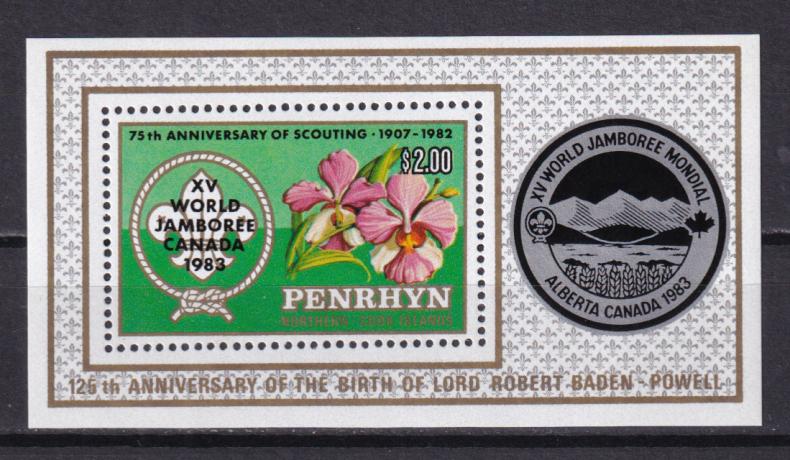 75th ANNIVERSARY OF SCOUTING · 1907-1982
$2.00
XV
WORLD
JAMBOREE
CANADA
1983
PENRHYN
NORTHERN COOK ISLANDS
XV WORLD JAMBOREE MONDIAL
ALBERTA CANADA 1983
125th ANNIVERSARY OF THE BIRTH OF LORD ROBERT BADEN - POWELL